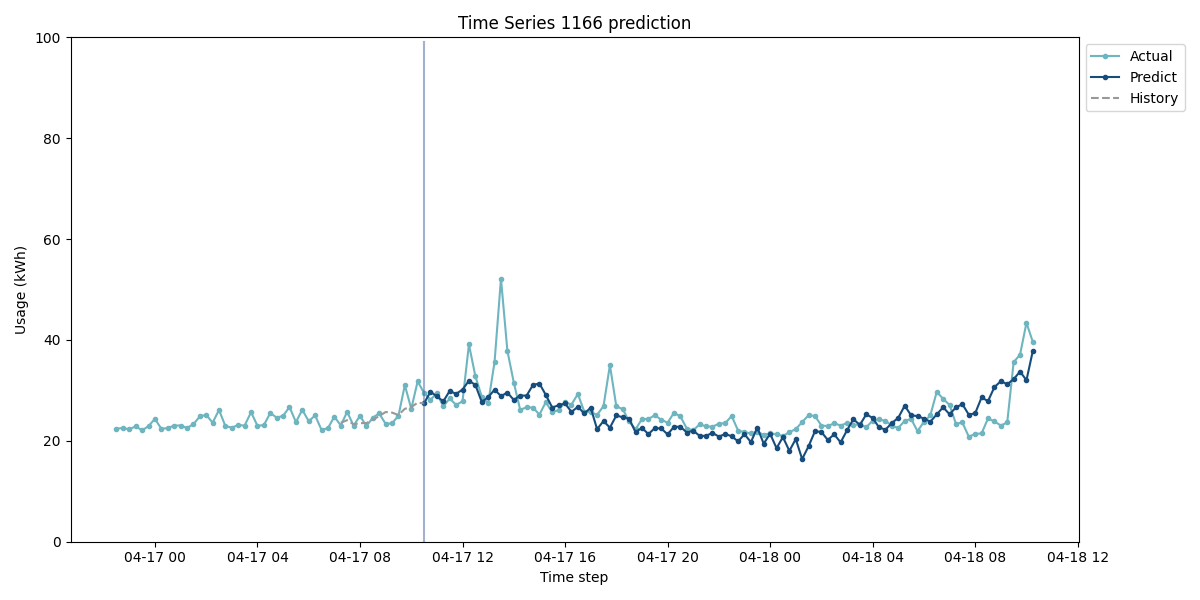 Time Series 1166 prediction
100
80
60
40
20
0
Usage (kWh)
04-17 00
04-17 04
04-17 08
04-17 12
04-17 16
04-17 20
04-18 00
04-18 04
04-18 08
04-18 12
Time step
Actual
Predict
History